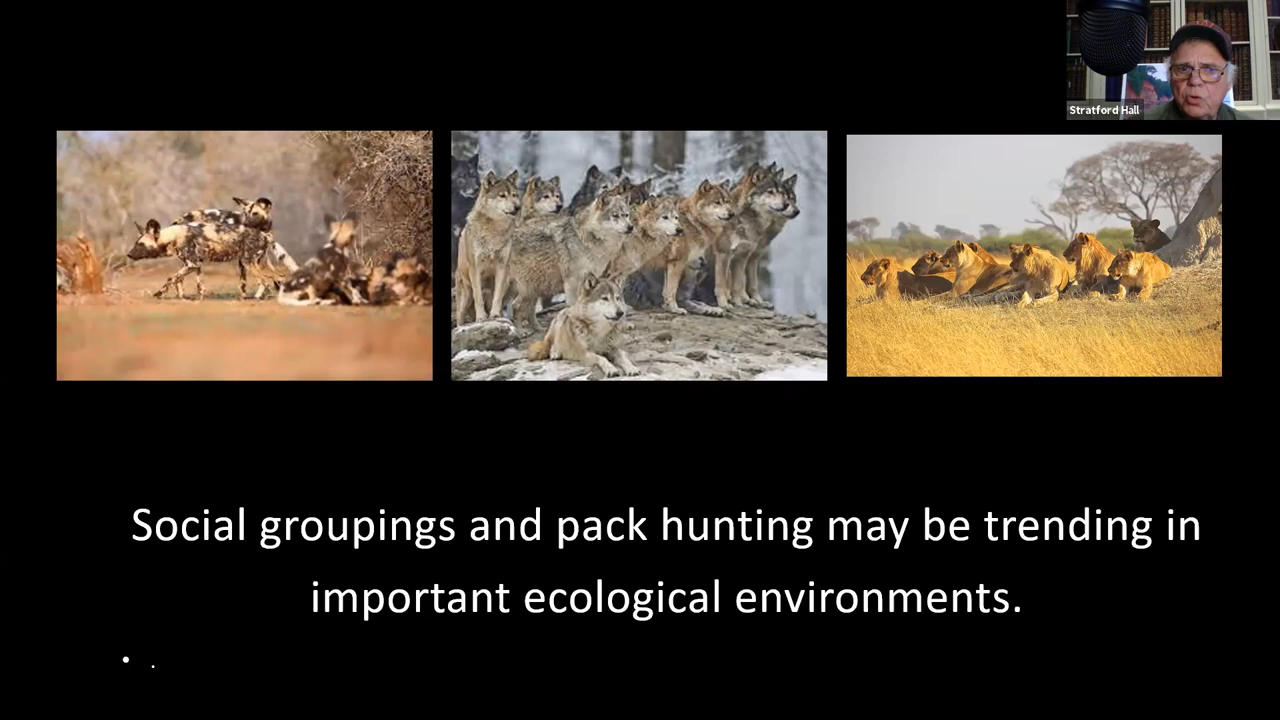 Stratford Hall
Social groupings and pack hunting may be trending in
important ecological environments.
• .